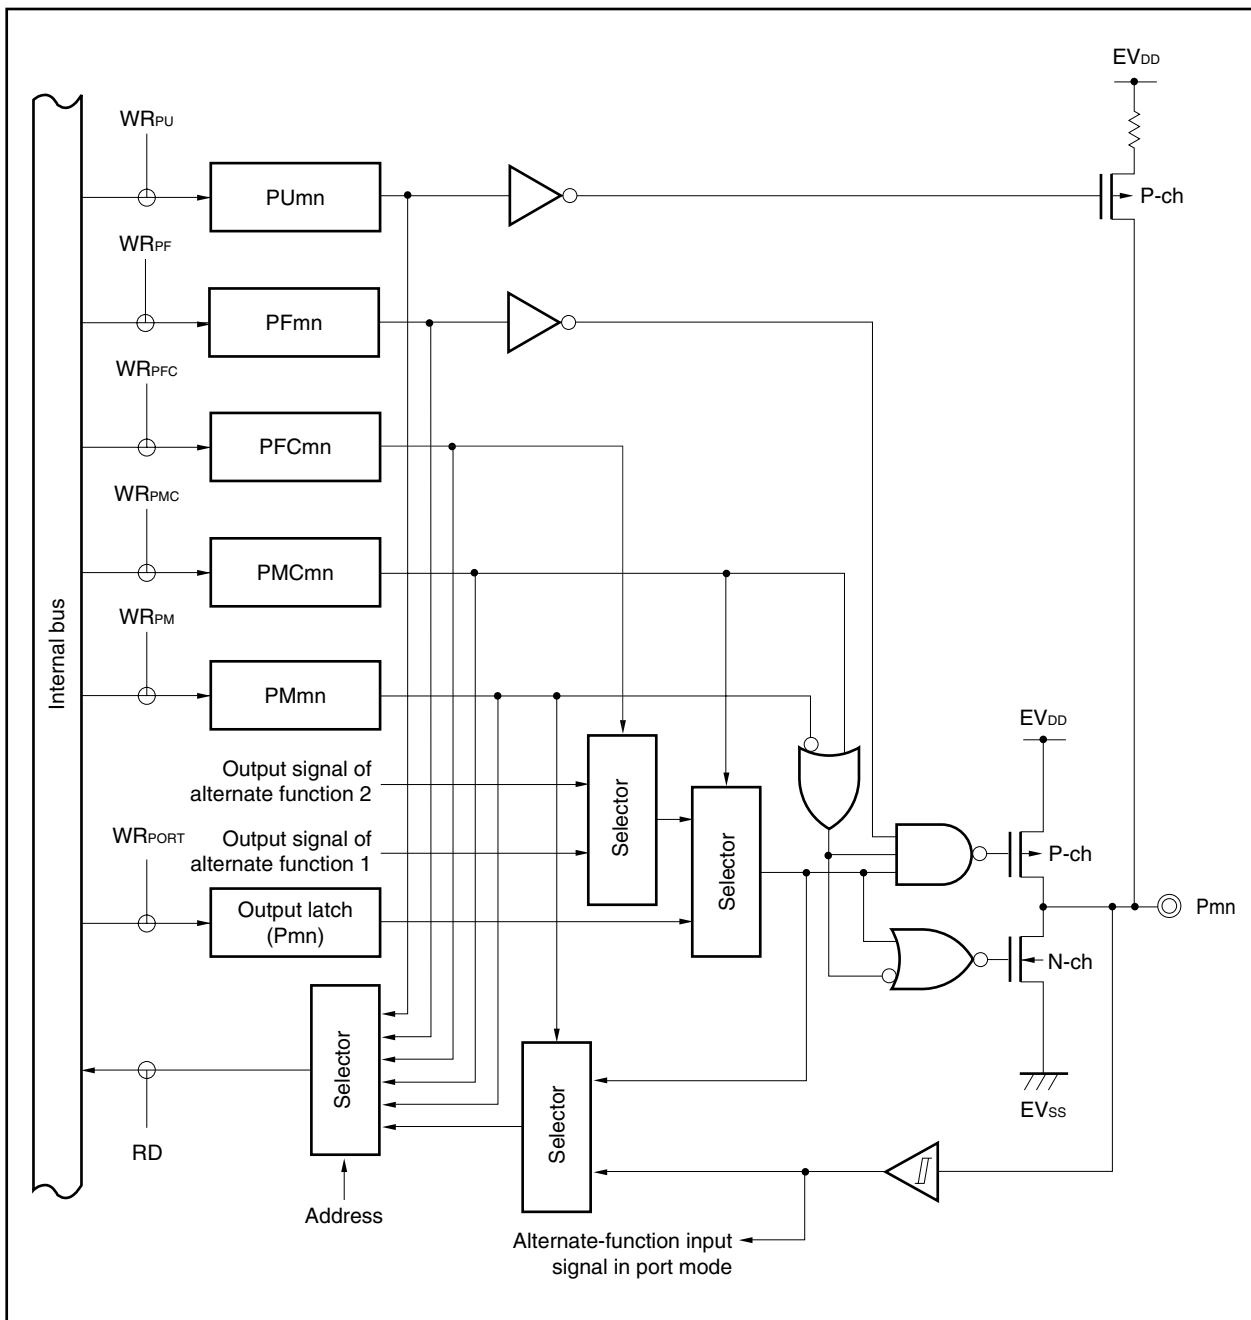 EVDD
WRPU
PUmn
P-ch
WRPF
PFmn
WRPFC
PFCmn
WRPMC
PMCmn
WRPM
PMmn
Internal bus
EVDD
Output signal of
alternate function 2
Selector
Output signal of
alternate function 1
Selector
P-ch
WRPORT
Output latch
(Pmn)
Pmn
N-ch
Selector
Selector
EVSS
RD
Address
Alternate-function input
signal in port mode